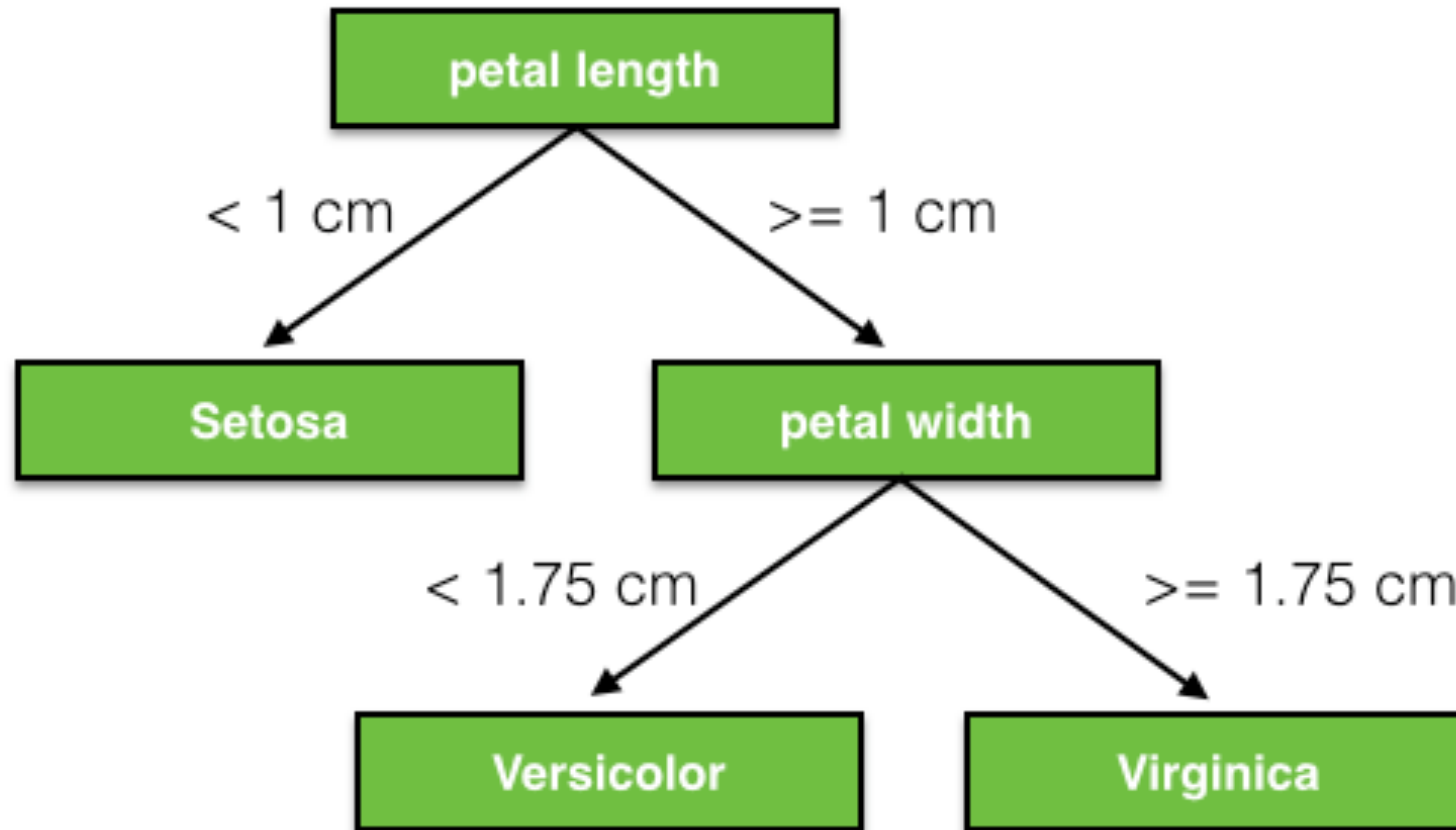 petal length
< 1 cm
>= 1 cm
Setosa
petal width
< 1.75 cm
>= 1.75 cm
Versicolor
Virginica